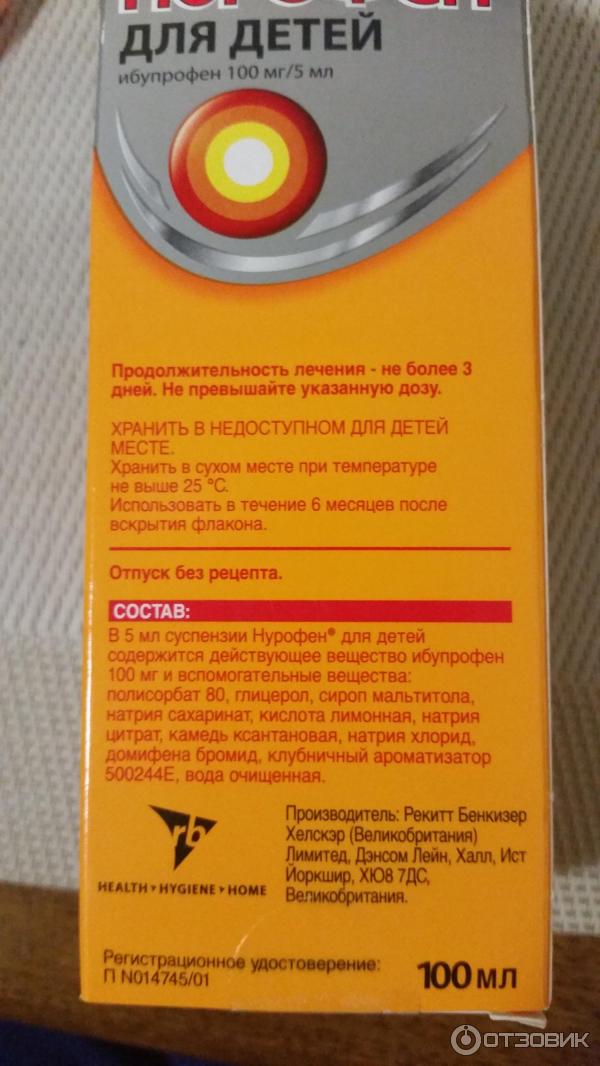 ДЛЯ ДЕТЕЙ
ибупрофен 100 мг/5 мл
Продолжительность лечения - не более 3
дней. Не превышайте указанную дозу.
ХРАНИТЬ В НЕДОСТУПНОМ ДЛЯ ДЕТЕЙ
МЕСТЕ.
Хранить в сухом месте при температуре
не выше 25 °C.
Использовать в течение 6 месяцев после
вскрытия флакона.
Отпуск без рецепта.
СОСТАВ:
В 5 мл суспензии Нурофен® для детей
содержится действующее вещество ибупрофен
100 мг и вспомогательные вещества:
полисорбат 80, глицерол, сироп мальтитола,
натрия сахаринат, кислота лимонная, натрия
цитрат, камедь ксантановая, натрия хлорид,
домифена бромид, клубничный ароматизатор
500244E, вода очищенная.
rb
HEALTH HYGIENE HOME
Производитель: Рекитт Бенкизер
Хелскэр (Великобритания)
Лимитед, Дэнсом Лейн, Халл, Ист
Йоркшир, ХЮ8 7ДС,
Великобритания.
Регистрационное удостоверение:
П N014745/01
100 мл
ОТЗОВИК